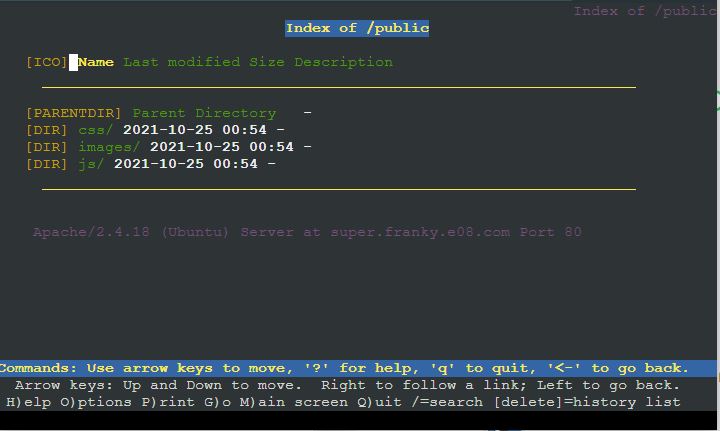 Index of /public
Index of /public
[ICO] Name Last modified Size Description
[PARENTDIR] Parent Directory -
[DIR] css/ 2021-10-25 00:54 -
[DIR] images/ 2021-10-25 00:54 -
[DIR] js/ 2021-10-25 00:54 -
Apache/2.4.18 (Ubuntu) Server at super.franky.e08.com Port 80
Commands: Use arrow keys to move, '?' for help, 'q' to quit, '<-' to go back.
Arrow keys: Up and Down to move. Right to follow a link; Left to go back.
H)elp O)ptions P)rint G)o M)ain screen Q)uit /=search [delete]=history list